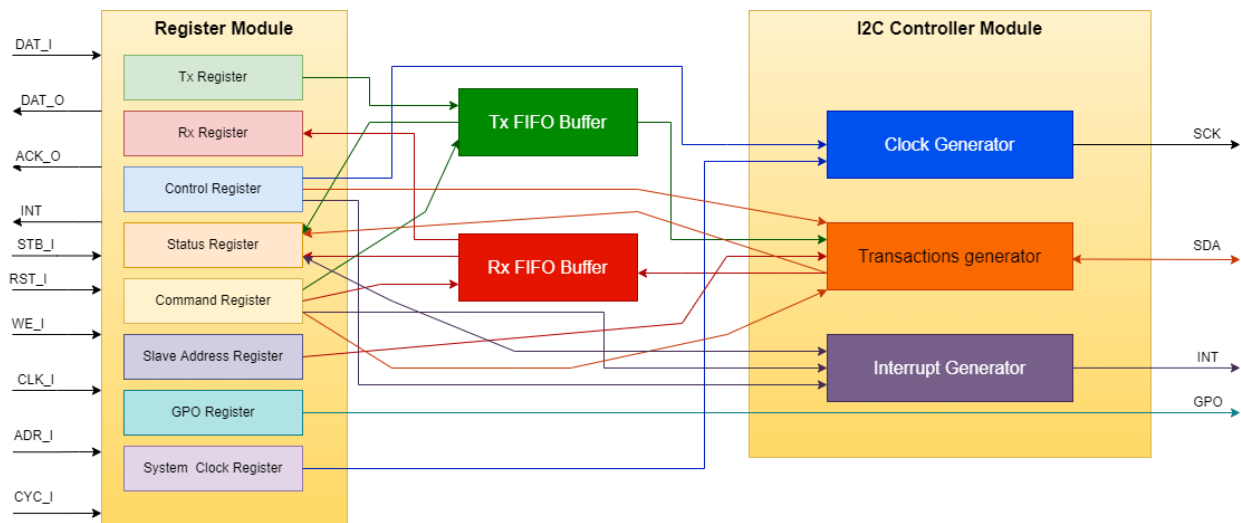 Register Module
I2C Controller Module
DAT_I
DAT_O
ACK_O
INT
STB_I
RST_I
WE_I
CLK_I
ADR_I
CYC_I
Tx Register
Rx Register
Control Register
Status Register
Command Register
Slave Address Register
GPO Register
System Clock Register
Tx FIFO Buffer
Rx FIFO Buffer
Clock Generator
Transactions generator
Interrupt Generator
SCK
SDA
INT
GPO